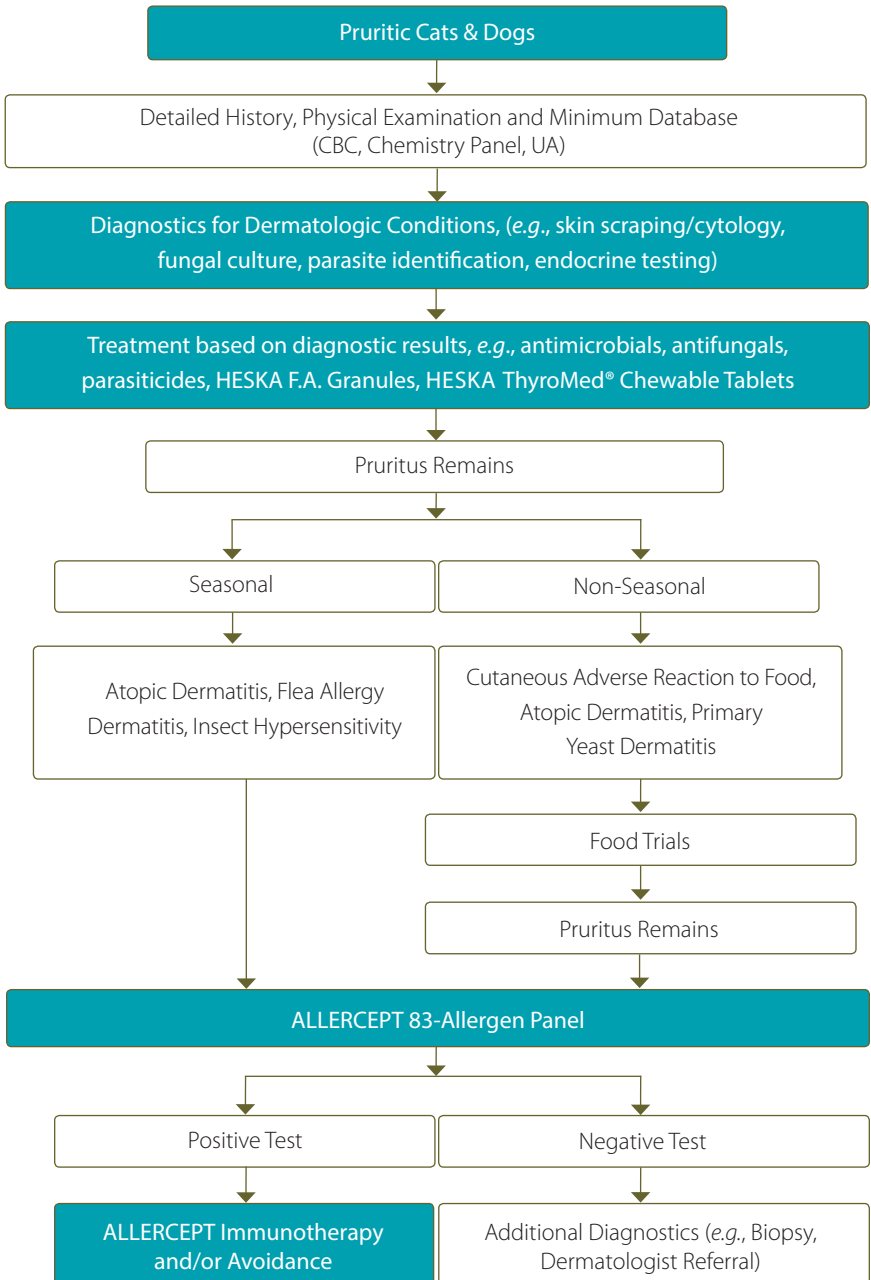 Pruritic Cats & Dogs
Detailed History, Physical Examination and Minimum Database
(CBC, Chemistry Panel, UA)
Diagnostics for Dermatologic Conditions, (e.g., skin scraping/cytology,
fungal culture, parasite identification, endocrine testing)
Treatment based on diagnostic results, e.g., antimicrobials, antifungals,
parasiticides, HESKA F.A. Granules, HESKA ThyroMed® Chewable Tablets
Pruritus Remains
Seasonal
Non-Seasonal
Atopic Dermatitis, Flea Allergy
Dermatitis, Insect Hypersensitivity
Cutaneous Adverse Reaction to Food,
Atopic Dermatitis, Primary
Yeast Dermatitis
Food Trials
Pruritus Remains
ALLERCEPT 83-Allergen Panel
Positive Test
Negative Test
ALLERCEPT Immunotherapy
and/or Avoidance
Additional Diagnostics (e.g., Biopsy,
Dermatologist Referral)